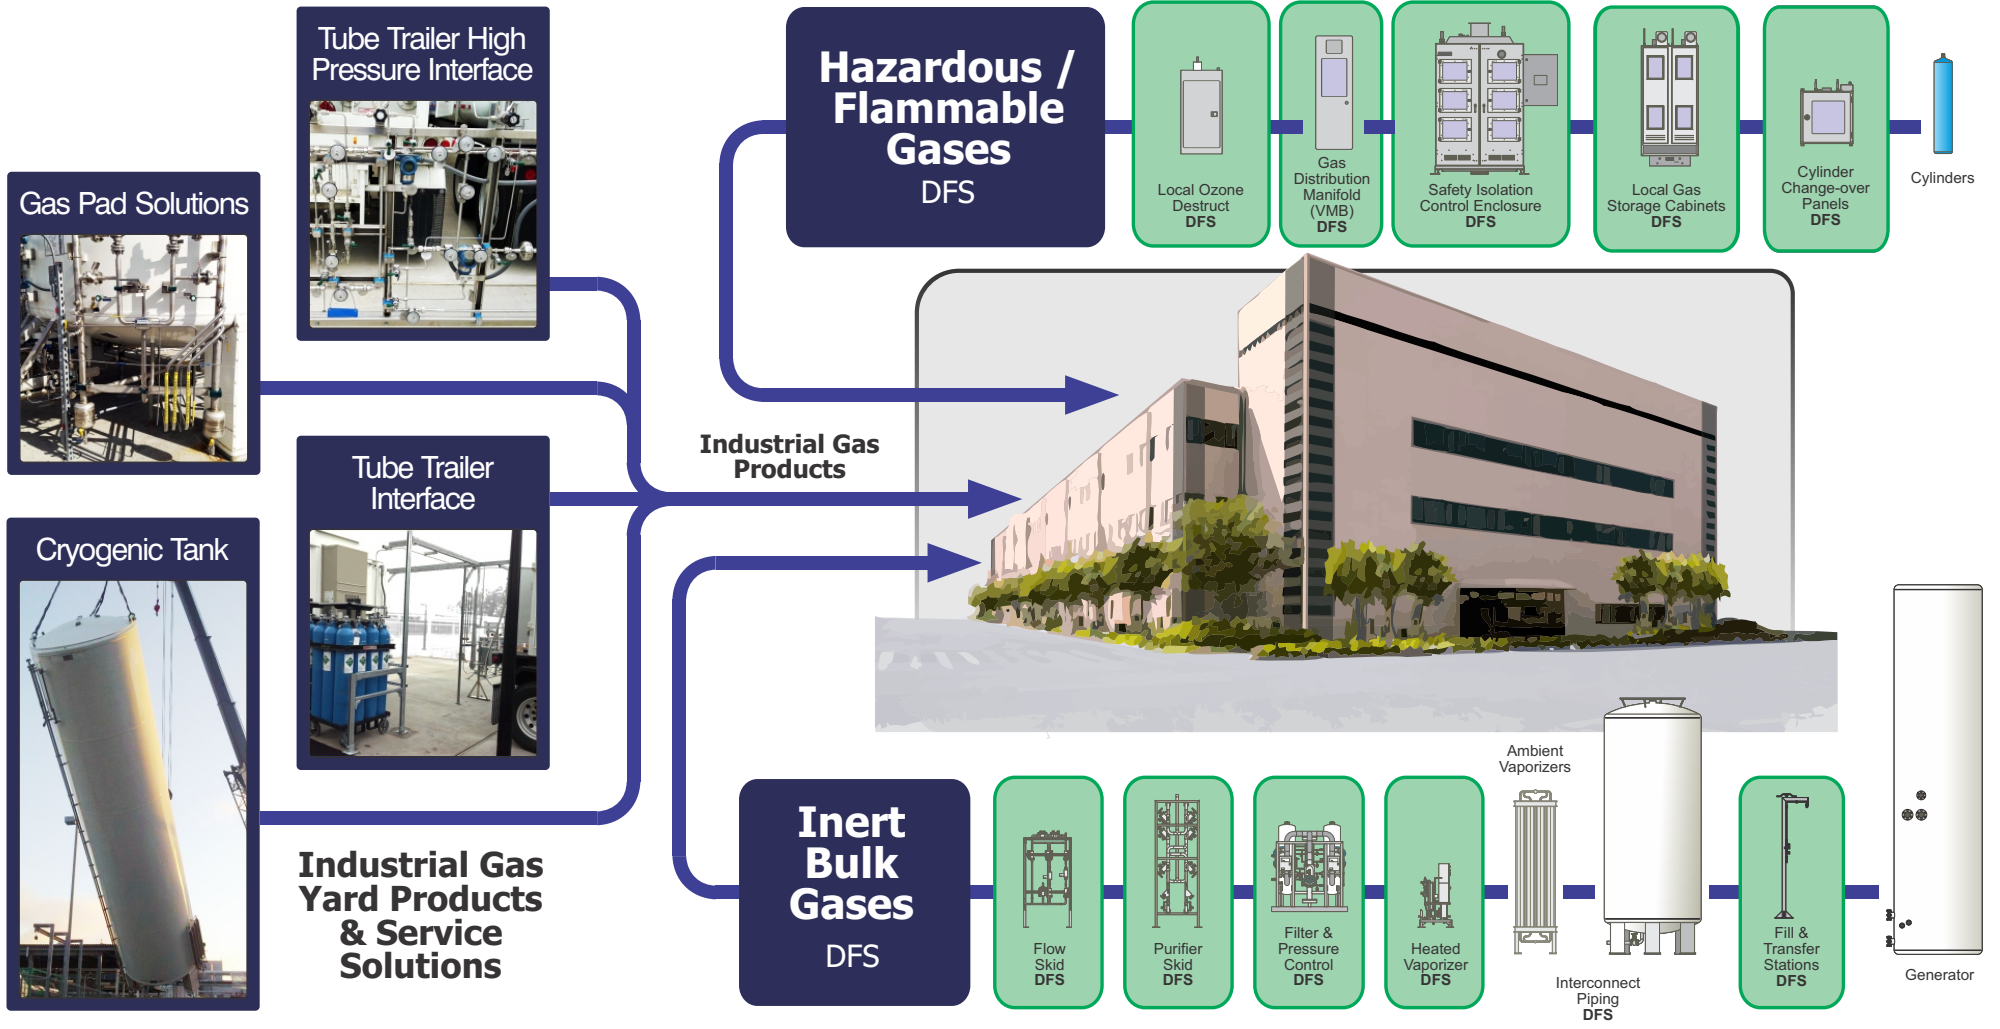 Tube Trailer High
Pressure Interface
Gas Pad Solutions
Tube Trailer
Interface
Cryogenic Tank
Industrial Gas
Yard Products
& Service
Solutions
Industrial Gas
Products
Hazardous /
Flammable
Gases
DFS
Local Ozone
Destruct
DFS
Gas
Distribution
Manifold
(VMB)
DFS
Safety Isolation
Control Enclosure
DFS
Local Gas
Storage Cabinets
DFS
Cylinder
Change-over
Panels
DFS
Cylinders
Inert
Bulk
Gases
DFS
Flow
Skid
DFS
Purifier
Skid
DFS
Filter &
Pressure
Control
DFS
Heated
Vaporizer
DFS
Ambient
Vaporizers
Interconnect
Piping
DFS
Fill &
Transfer
Stations
DFS
Generator